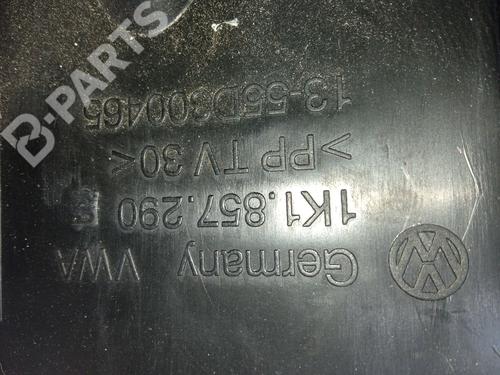 VWA Germany
1K1.857.290 E
>PP TV 30<
13-55D300465
B-PARTS